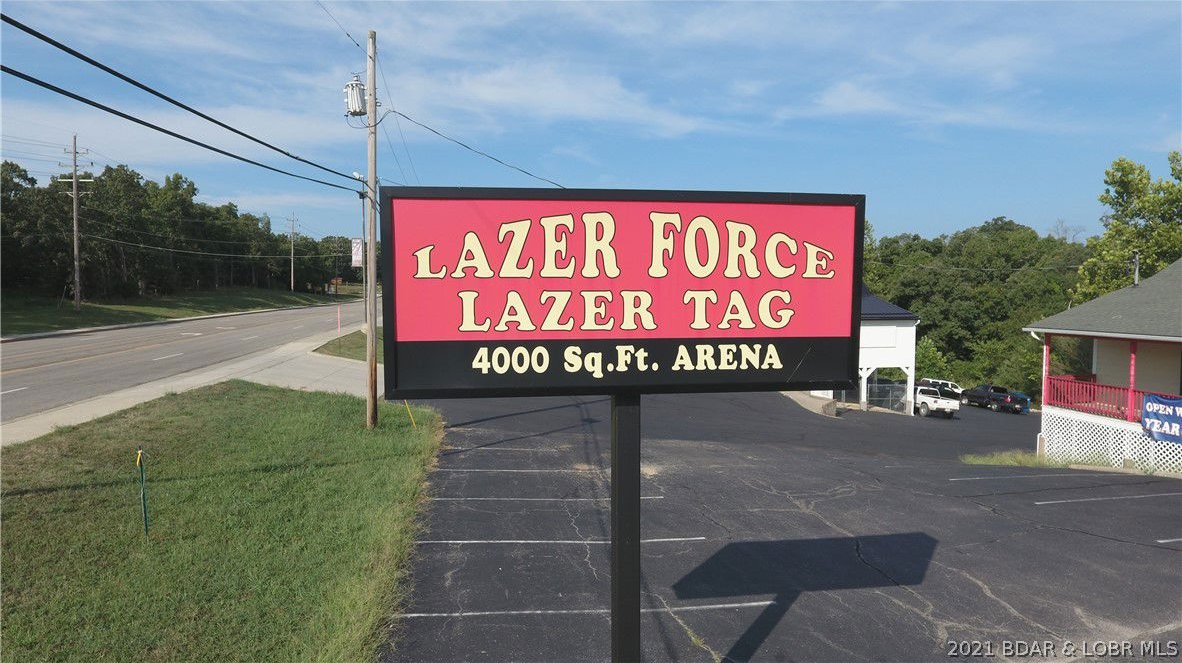 LAZER FORCE
LAZER TAG
4000 Sq.Ft. ARENA
OPEN
YEAR
2021 BDAR & LOBR MLS